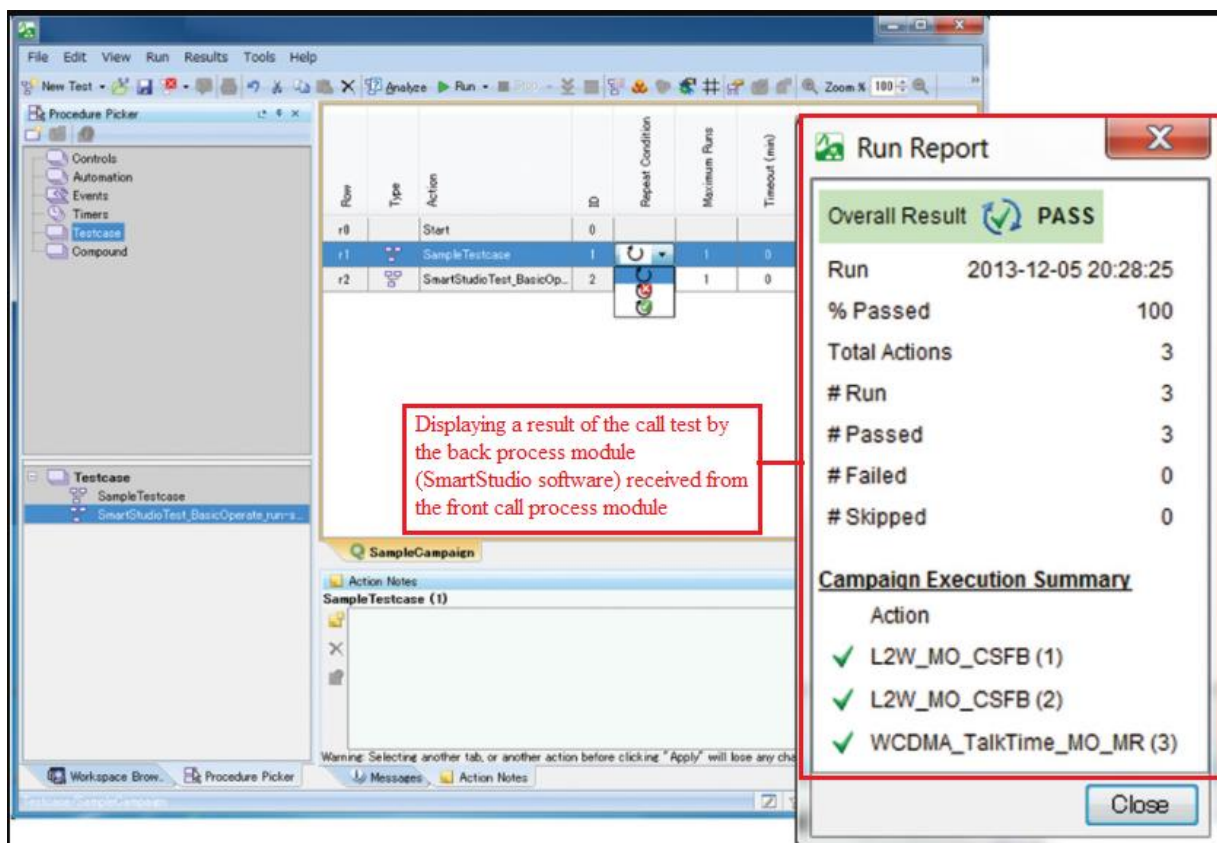 File Edit View Run Results Tools Help
New Test Analyze Run Zoom % 100
Procedure Picker
Controls
Automation
Events
Timers
Testcase
Compound
Row Type Action ID Repeat Condition Maximum Runs Timeout (min)
r0 Start 0
r1 SampleTestcase 1 1 0
r2 SmartStudioTest_BasicOp... 2 1 0
Displaying a result of the call test by
the back process module
(SmartStudio software) received from
the front call process module
Testcase
SampleTestcase
SmartStudioTest_BasicOperate_run-s...
SampleCampaign
Action Notes
SampleTestcase (1)
Warning: Selecting another tab, or another action before clicking "Apply" will lose any cha
Workspace Brow.. Procedure Picker
Messages Action Notes
Testcase/SampleCampaign
Run Report
Overall Result PASS
Run 2013-12-05 20:28:25
% Passed 100
Total Actions 3
# Run 3
# Passed 3
# Failed 0
# Skipped 0
Campaign Execution Summary
Action
L2W_MO_CSFB (1)
L2W_MO_CSFB (2)
WCDMA_TalkTime_MO_MR (3)
Close